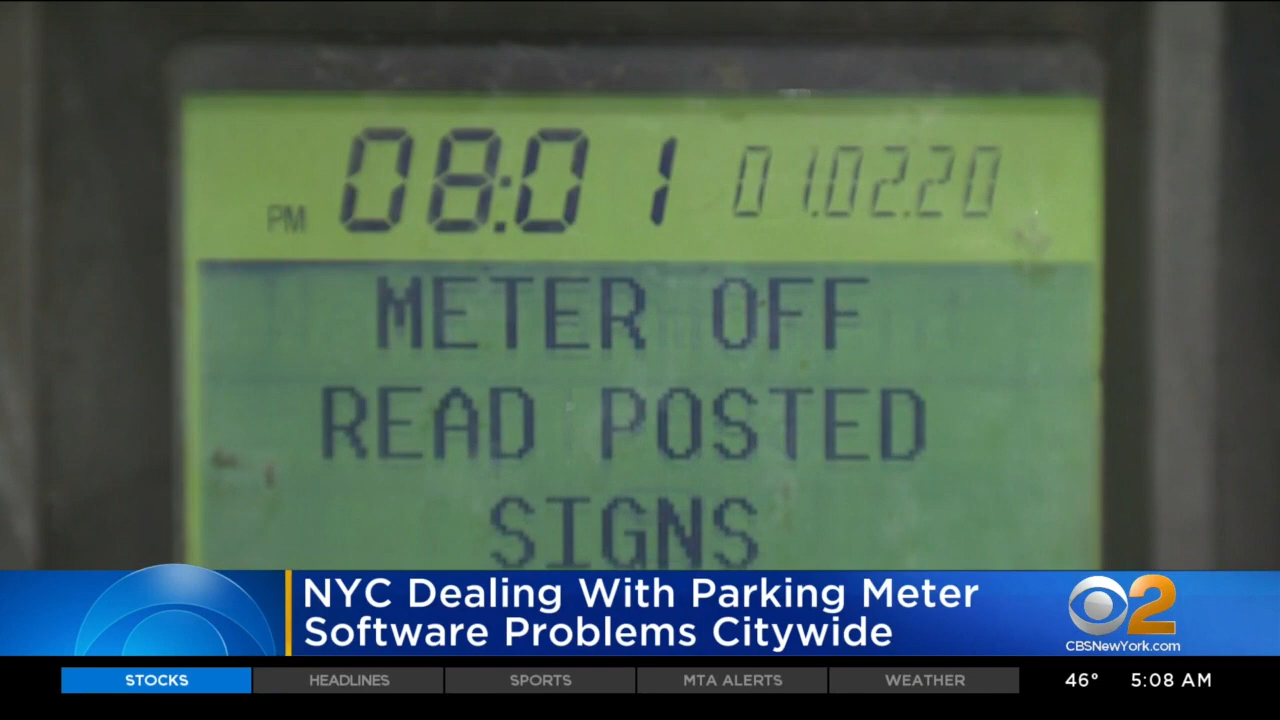 PM 08:01 01.02.20
METER OFF
READ POSTED
SIGNS
NYC Dealing With Parking Meter
Software Problems Citywide
2
CBSNewYork.com
STOCKS HEADLINES SPORTS MTA ALERTS WEATHER 46° 5:08 AM